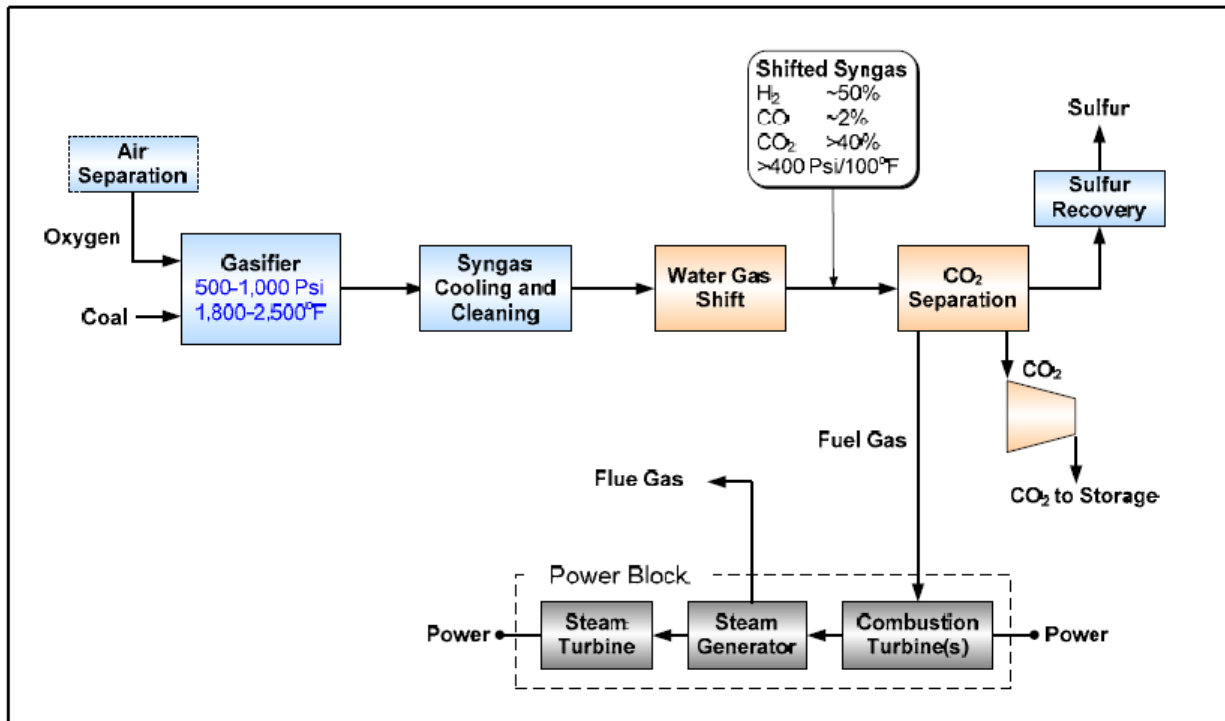 Shifted Syngas
H₂ ~50%
CO ~2%
CO₂ >40%
>400 Psi/100°F
Sulfur
Air
Separation
Sulfur
Recovery
Oxygen
Gasifier
500-1,000 Psi
1,800-2,500°F
Syngas
Cooling and
Cleaning
Water Gas
Shift
CO₂
Separation
Coal
CO₂
Fuel Gas
Flue Gas
CO₂ to Storage
Power Block
Power
Steam
Turbine
Steam
Generator
Combustion
Turbine(s)
Power